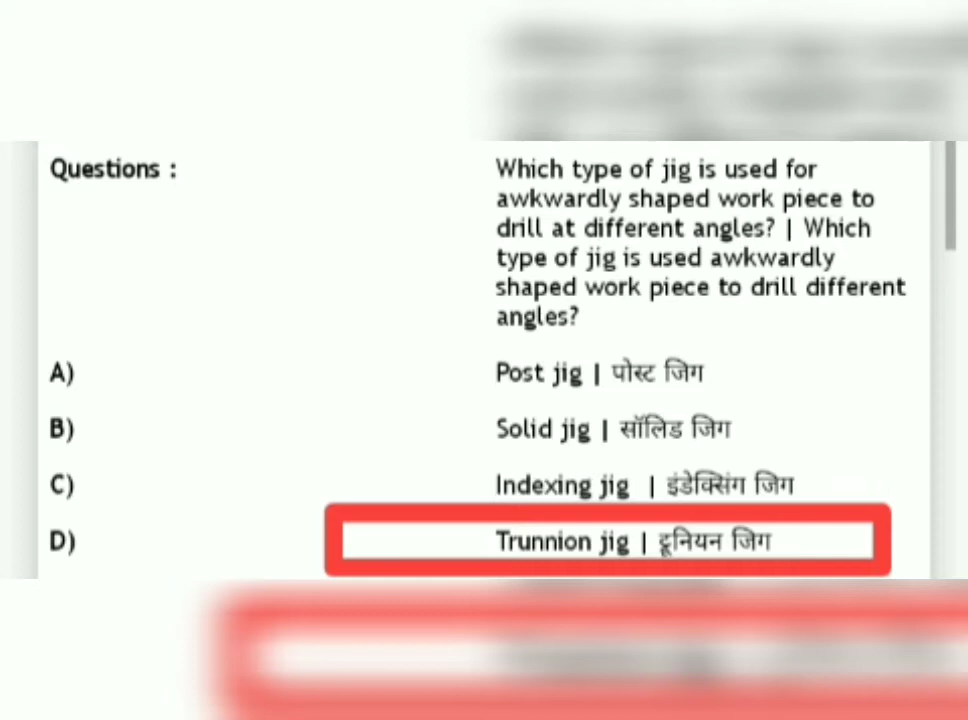 Questions :
Which type of jig is used for
awkwardly shaped work piece to
drill at different angles? | Which
type of jig is used awkwardly
shaped work piece to drill different
angles?
A) Post jig | पोस्ट जिग
B) Solid jig | सॉलिड जिग
C) Indexing jig | इंडेक्सिंग जिग
D) Trunnion jig | ट्रूनियन जिग